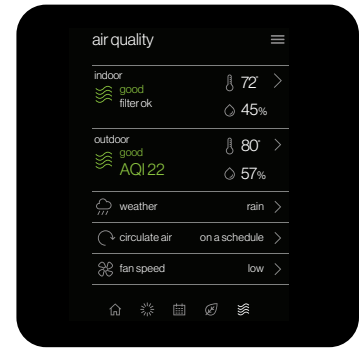 air quality
indoor
good
filter ok
72°
45%
outdoor
good
AQI 22
80°
57%
weather rain
circulate air on a schedule
fan speed low